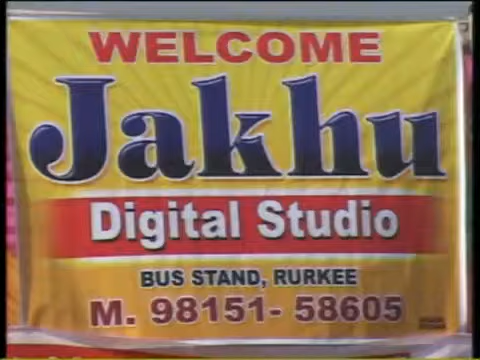 WELCOME
Jakhu
Digital Studio
BUS STAND, RURKEE
M. 98151- 58605